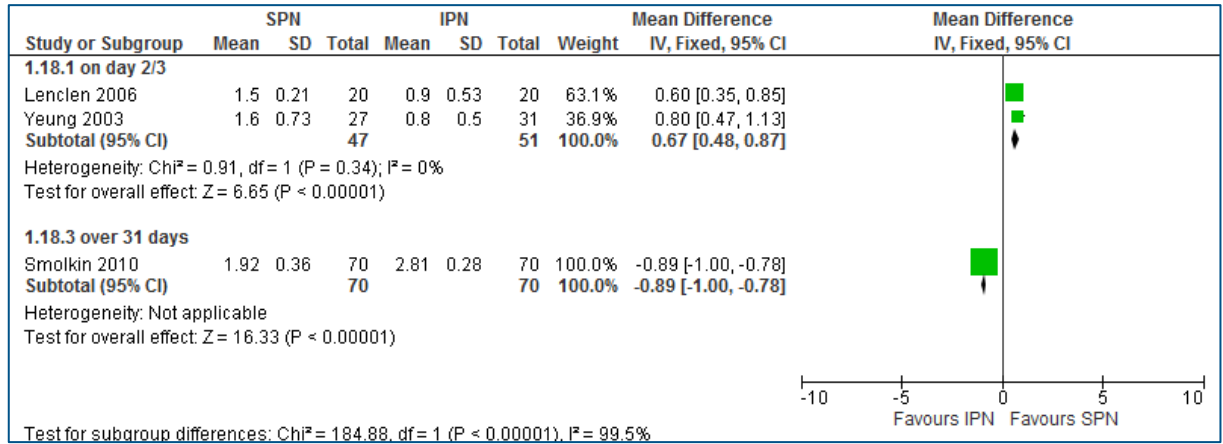 SPN IPN Mean Difference Mean Difference
Study or Subgroup Mean SD Total Mean SD Total Weight IV, Fixed, 95% CI IV, Fixed, 95% CI
1.18.1 on day 2/3
Lenclen 2006 1.5 0.21 20 0.9 0.53 20 63.1% 0.60 [0.35, 0.85]
Yeung 2003 1.6 0.73 27 0.8 0.5 31 36.9% 0.80 [0.47, 1.13]
Subtotal (95% CI) 47 51 100.0% 0.67 [0.48, 0.87]
Heterogeneity: Chi² = 0.91, df = 1 (P = 0.34); I² = 0%
Test for overall effect: Z = 6.65 (P < 0.00001)
1.18.3 over 31 days
Smolkin 2010 1.92 0.36 70 2.81 0.28 70 100.0% -0.89 [-1.00, -0.78]
Subtotal (95% CI) 70 70 100.0% -0.89 [-1.00, -0.78]
Heterogeneity: Not applicable
Test for overall effect: Z = 16.33 (P < 0.00001)
-10 -5 0 5 10
Favours IPN Favours SPN
Test for subgroup differences: Chi² = 184.88, df = 1 (P < 0.00001), I² = 99.5%